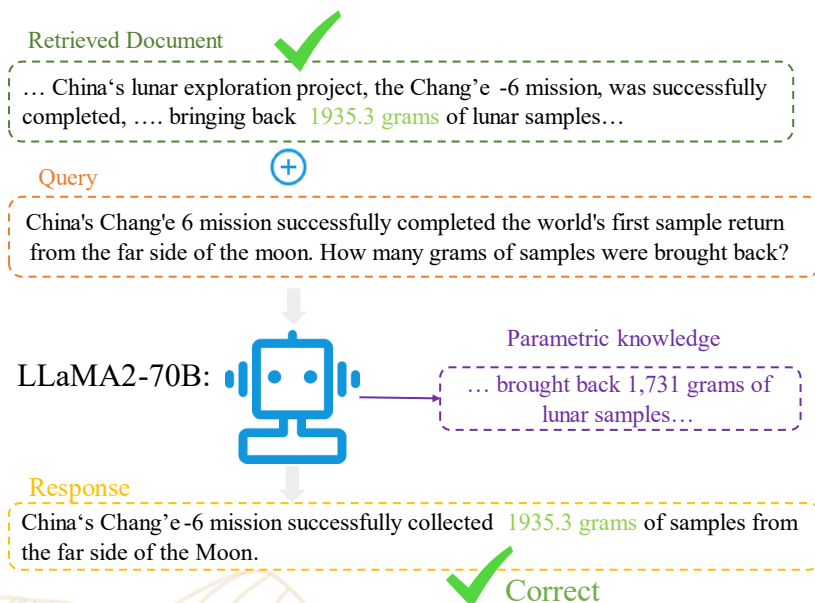 Retrieved Document
… China‘s lunar exploration project, the Chang’e -6 mission, was successfully
completed, …. bringing back 1935.3 grams of lunar samples…
Query
China's Chang'e 6 mission successfully completed the world's first sample return
from the far side of the moon. How many grams of samples were brought back?
LLaMA2-70B:
Parametric knowledge
… brought back 1,731 grams of
lunar samples…
Response
China‘s Chang’e-6 mission successfully collected 1935.3 grams of samples from
the far side of the Moon.
Correct